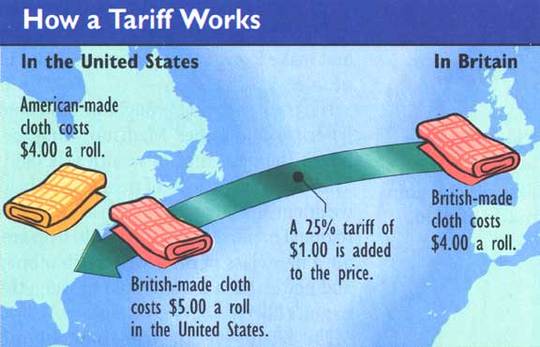 How a Tariff Works
In the United States
In Britain
American-made
cloth costs
$4.00 a roll.
British-made
cloth costs
$4.00 a roll.
A 25% tariff of
$1.00 is added
to the price.
British-made cloth
costs $5.00 a roll
in the United States.